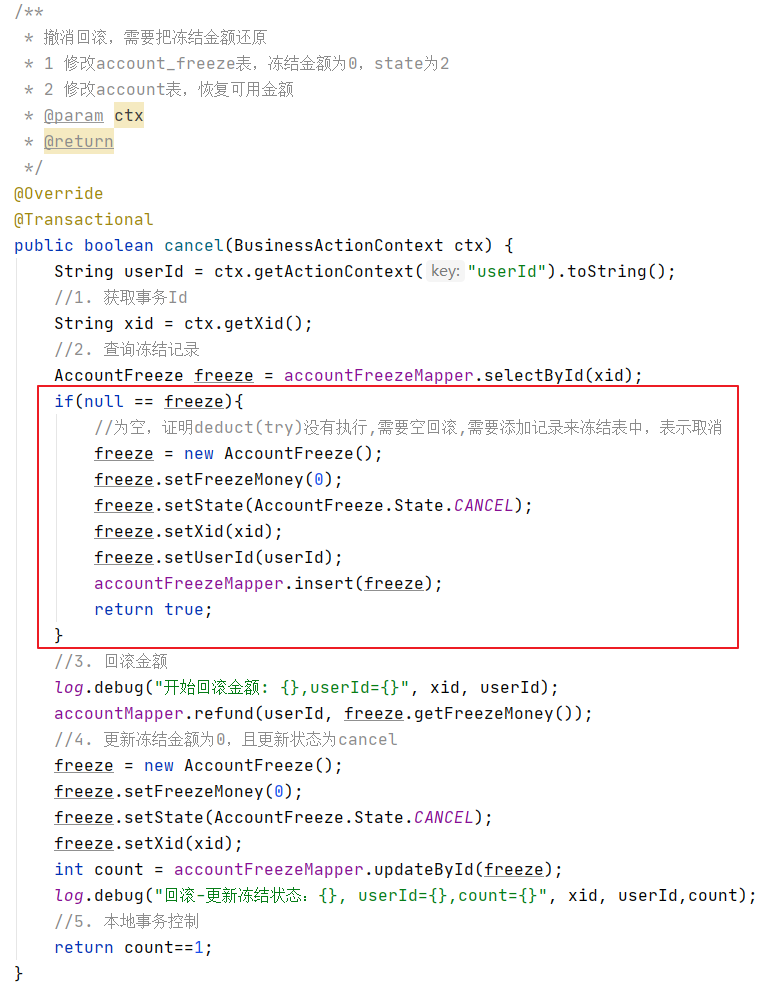 /**
 * 撤消回滚，需要把冻结金额还原
 * 1 修改account_freeze表，冻结金额为0，state为2
 * 2 修改account表，恢复可用金额
 * @param ctx
 * @return
 */
@Override
@Transactional
public boolean cancel(BusinessActionContext ctx) {
    String userId = ctx.getActionContext( key: "userId").toString();
    //1. 获取事务Id
    String xid = ctx.getXid();
    //2. 查询冻结记录
    AccountFreeze freeze = accountFreezeMapper.selectById(xid);
    if(null == freeze){
        //为空，证明deduct(try)没有执行,需要空回滚,需要添加记录来冻结表中，表示取消
        freeze = new AccountFreeze();
        freeze.setFreezeMoney(0);
        freeze.setState(AccountFreeze.State.CANCEL);
        freeze.setXid(xid);
        freeze.setUserId(userId);
        accountFreezeMapper.insert(freeze);
        return true;
    }
    //3. 回滚金额
    log.debug("开始回滚金额: {},userId={}", xid, userId);
    accountMapper.refund(userId, freeze.getFreezeMoney());
    //4. 更新冻结金额为0，且更新状态为cancel
    freeze = new AccountFreeze();
    freeze.setFreezeMoney(0);
    freeze.setState(AccountFreeze.State.CANCEL);
    freeze.setXid(xid);
    int count = accountFreezeMapper.updateById(freeze);
    log.debug("回滚-更新冻结状态：{}, userId={},count={}", xid, userId,count);
    //5. 本地事务控制
    return count==1;
}